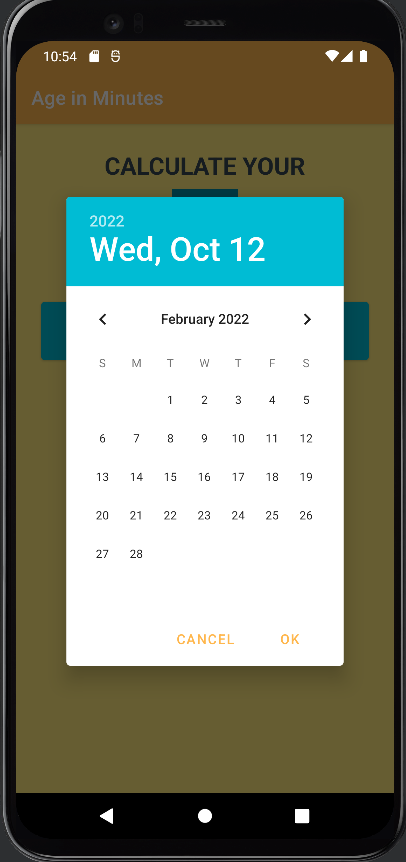 10:54
Age in Minutes
CALCULATE YOUR
2022
Wed, Oct 12
February 2022
S M T W T F S
1 2 3 4 5
6 7 8 9 10 11 12
13 14 15 16 17 18 19
20 21 22 23 24 25 26
27 28
CANCEL OK